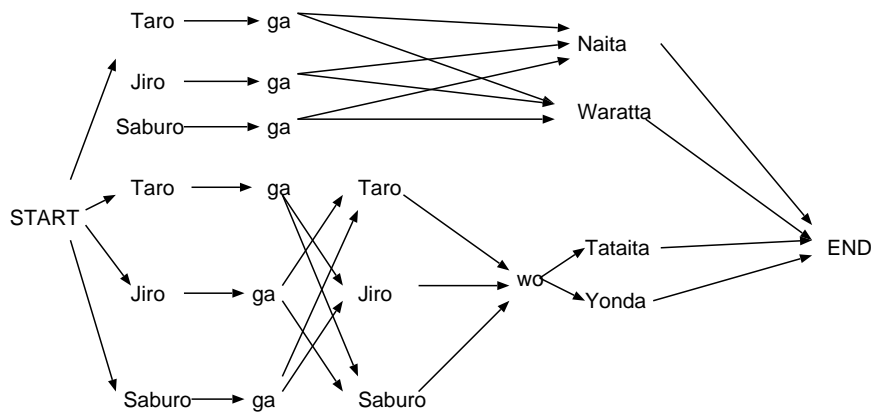 Taro ga
Naita
Jiro ga
Waratta
Saburo ga
Taro ga Taro
START
Tataita END
wo
Jiro ga Jiro
Yonda
Saburo ga Saburo